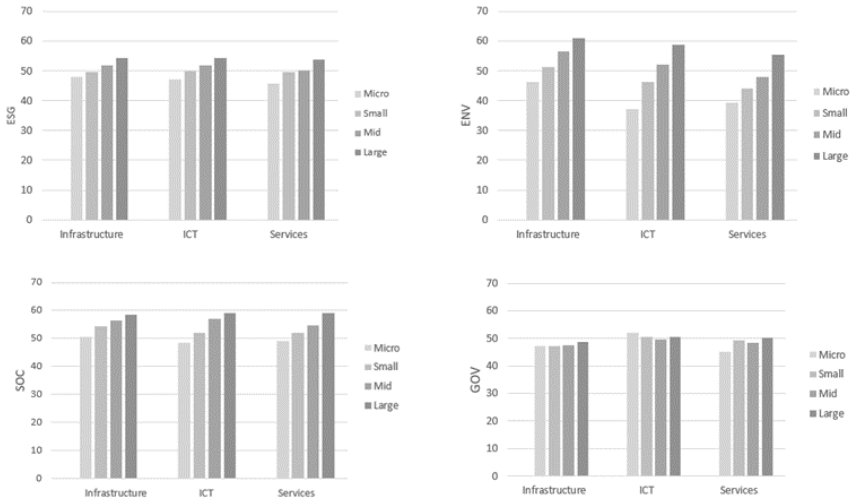 70
60
50
40
30
20
10
0
ESG
Infrastructure
ICT
Services
Micro
Small
Mid
Large
70
60
50
40
30
20
10
0
ENV
Infrastructure
ICT
Services
Micro
Small
Mid
Large
70
60
50
40
30
20
10
0
SOC
Infrastructure
ICT
Services
Micro
Small
Mid
Large
70
60
50
40
30
20
10
0
GOV
Infrastructure
ICT
Services
Micro
Small
Mid
Large